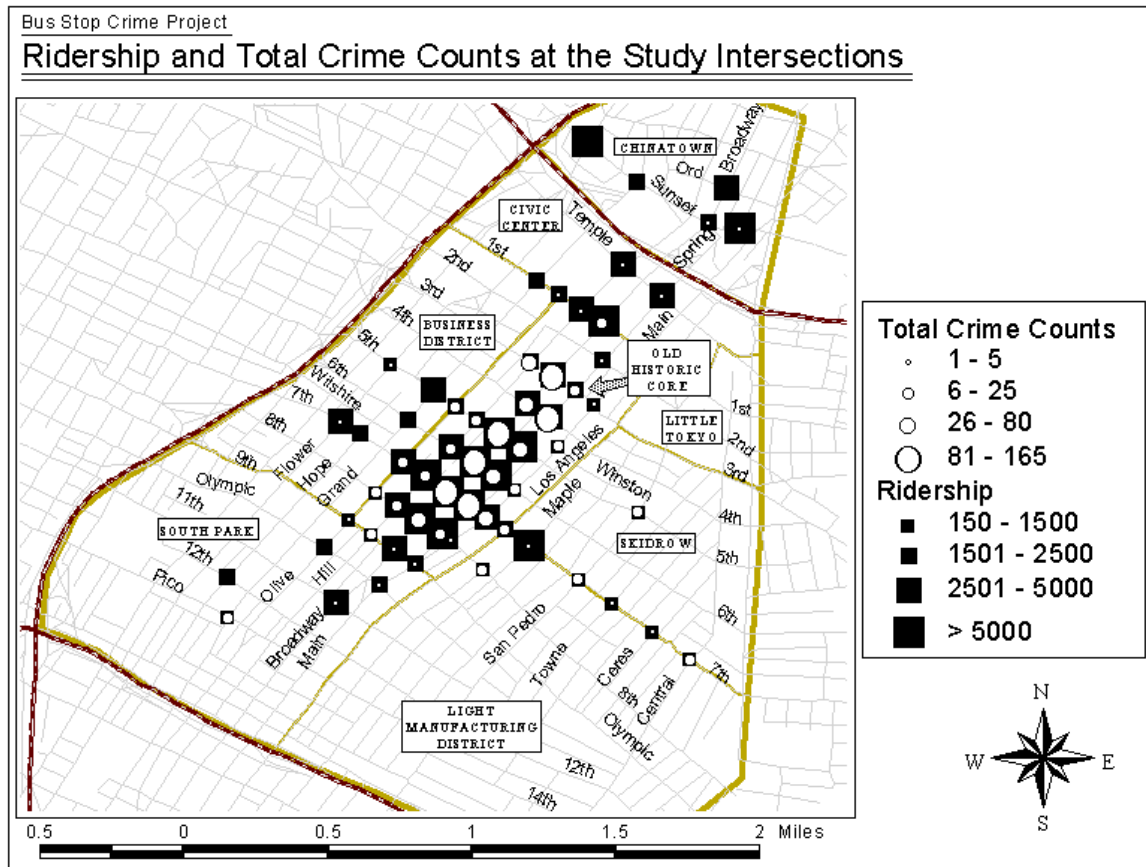 Bus Stop Crime Project
Ridership and Total Crime Counts at the Study Intersections
CHINATOWN
Broadway
Ord
Sunset
CIVIC
CENTER
Temple
Spring
1st
2nd
3rd
4th
5th
6th
Wilshire
7th
8th
9th
BUSINESS
DISTRICT
Main
OLD
HISTORIC
CORE
LITTLE
TOKYO
1st
2nd
3rd
4th
5th
6th
7th
Flower
Hope
Grand
Olympic
11th
12th
Pico
SOUTH PARK
Olive
Hill
Broadway
Main
Los Angeles
Maple
Winston
SKIDROW
San Pedro
Towne
Ceres
8th
Central
Olympic
LIGHT
MANUFACTURING
DISTRICT
12th
14th
Total Crime Counts
1 - 5
6 - 25
26 - 80
81 - 165
Ridership
150 - 1500
1501 - 2500
2501 - 5000
> 5000
N
W
E
S
0.5 0 0.5 1 1.5 2 Miles